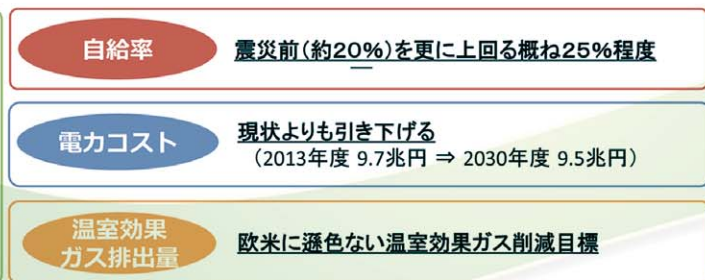 自給率
震災前(約20%)を更に上回る概ね25%程度
電力コスト
現状よりも引き下げる
(2013年度 9.7兆円 ⇒ 2030年度 9.5兆円)
温室効果
ガス排出量
欧米に遜色ない温室効果ガス削減目標